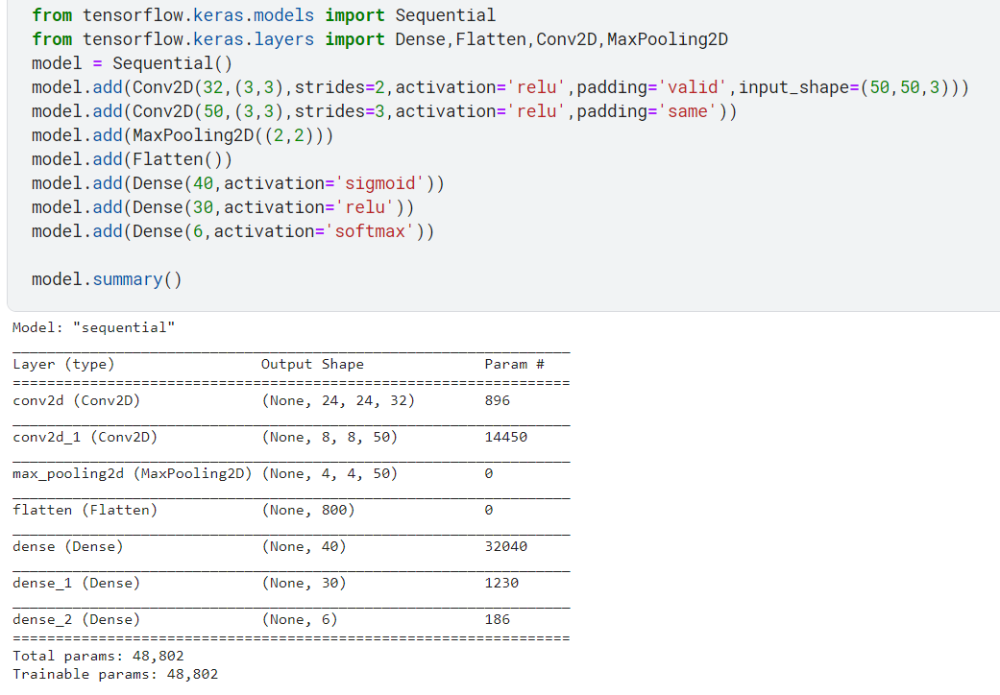 from tensorflow.keras.models import Sequential
from tensorflow.keras.layers import Dense,Flatten,Conv2D,MaxPooling2D
model = Sequential()
model.add(Conv2D(32,(3,3),strides=2,activation='relu',padding='valid',input_shape=(50,50,3)))
model.add(Conv2D(50,(3,3),strides=3,activation='relu',padding='same'))
model.add(MaxPooling2D((2,2)))
model.add(Flatten())
model.add(Dense(40,activation='sigmoid'))
model.add(Dense(30,activation='relu'))
model.add(Dense(6,activation='softmax'))
model.summary()
Model: "sequential"
_________________________________________________________________
Layer (type)                 Output Shape              Param #
=================================================================
conv2d (Conv2D)              (None, 24, 24, 32)        896
_________________________________________________________________
conv2d_1 (Conv2D)            (None, 8, 8, 50)          14450
_________________________________________________________________
max_pooling2d (MaxPooling2D) (None, 4, 4, 50)          0
_________________________________________________________________
flatten (Flatten)            (None, 800)               0
_________________________________________________________________
dense (Dense)                (None, 40)                32040
_________________________________________________________________
dense_1 (Dense)              (None, 30)                1230
_________________________________________________________________
dense_2 (Dense)              (None, 6)                 186
=================================================================
Total params: 48,802
Trainable params: 48,802